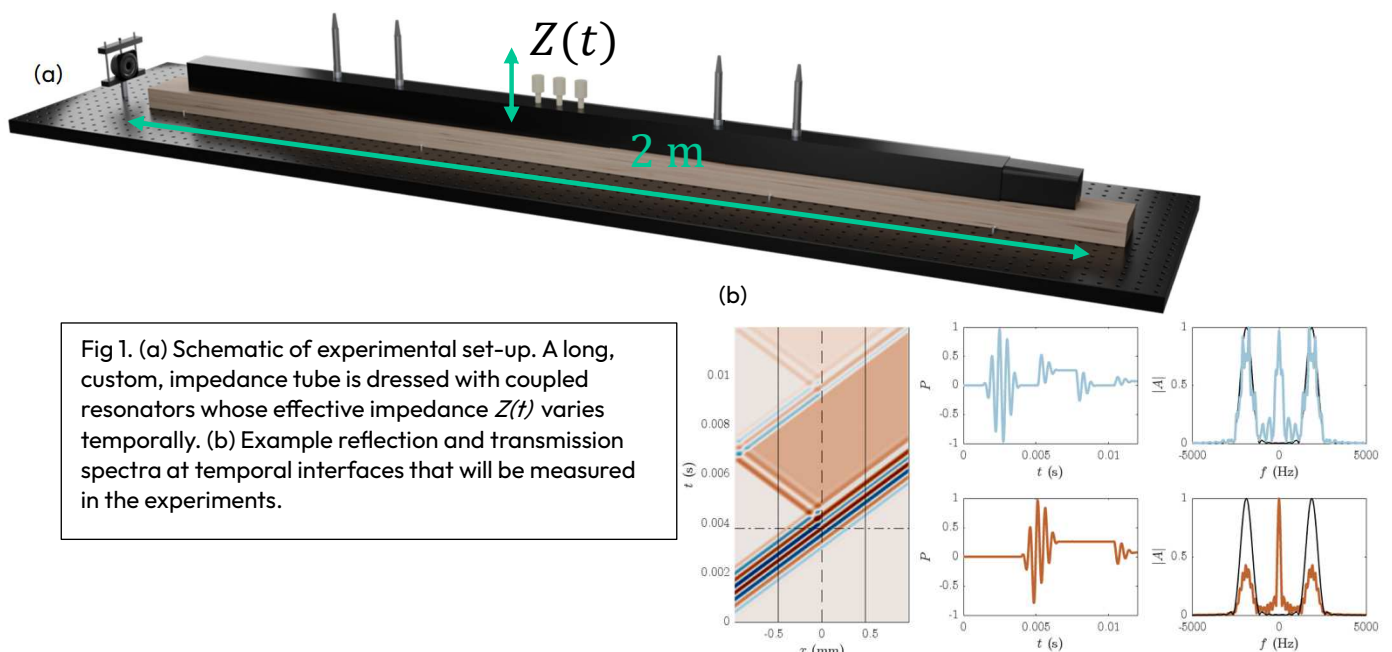 (a)
Z(t)
2 m
Fig 1. (a) Schematic of experimental set-up. A long,
custom, impedance tube is dressed with coupled
resonators whose effective impedance Z(t) varies
temporally. (b) Example reflection and transmission
spectra at temporal interfaces that will be measured
in the experiments.
(b)
t (s)
0.01
0.008
0.006
0.004
0.002
0
-0.5 0 0.5
x (mm)
P
1
0.5
0
-0.5
-1
0 0.005 0.01
t (s)
|A|
1
0.5
0
-5000 0 5000
f (Hz)
P
1
0.5
0
-0.5
-1
0 0.005 0.01
t (s)
|A|
1
0.5
0
-5000 0 5000
f (Hz)